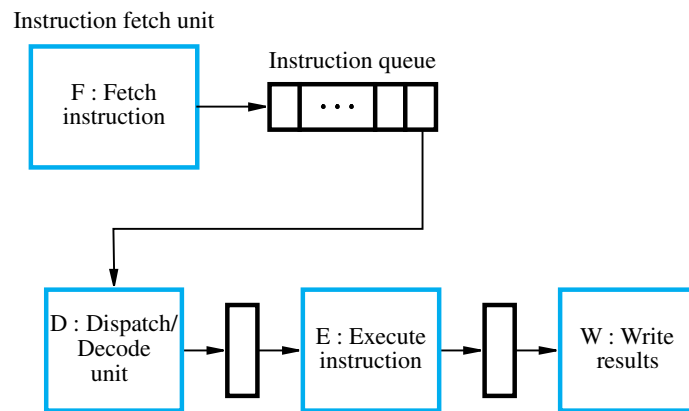 Instruction fetch unit
F : Fetch
instruction
Instruction queue
...
D : Dispatch/
Decode
unit
E : Execute
instruction
W : Write
results